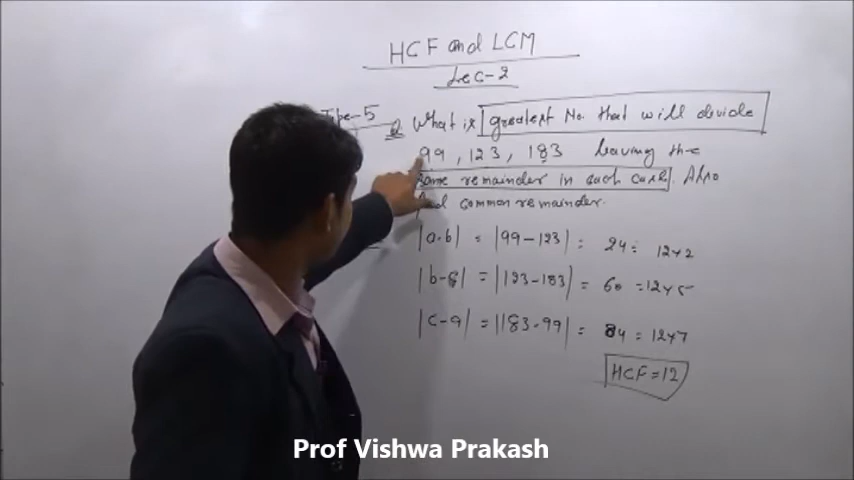 HCF and LCM
Lec-2
Type-5
Q What is greatest No. that will divide
99, 123, 183 leaving the
same remainder in each case. Also
find common remainder.
|a-b| = |99-123| = 24 = 12×2
|b-c| = |123-183| = 60 = 12×5
|c-a| = |183-99| = 84 = 12×7
HCF = 12
Prof Vishwa Prakash